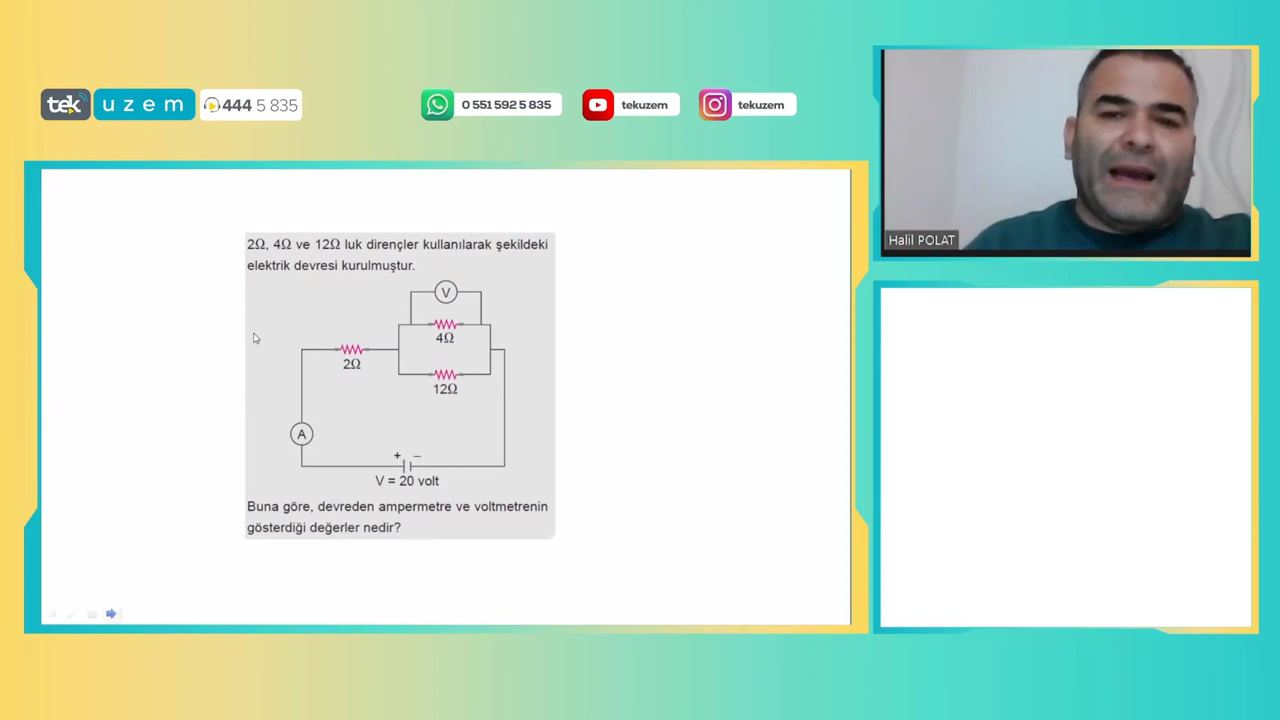 tek uzem 444 5 835
0 551 592 5 835
tekuzem
tekuzem
Halil POLAT
2Ω, 4Ω ve 12Ω luk dirençler kullanılarak şekildeki
elektrik devresi kurulmuştur.
V
4Ω
2Ω
12Ω
A
+ −
V = 20 volt
Buna göre, devreden ampermetre ve voltmetrenin
gösterdiği değerler nedir?